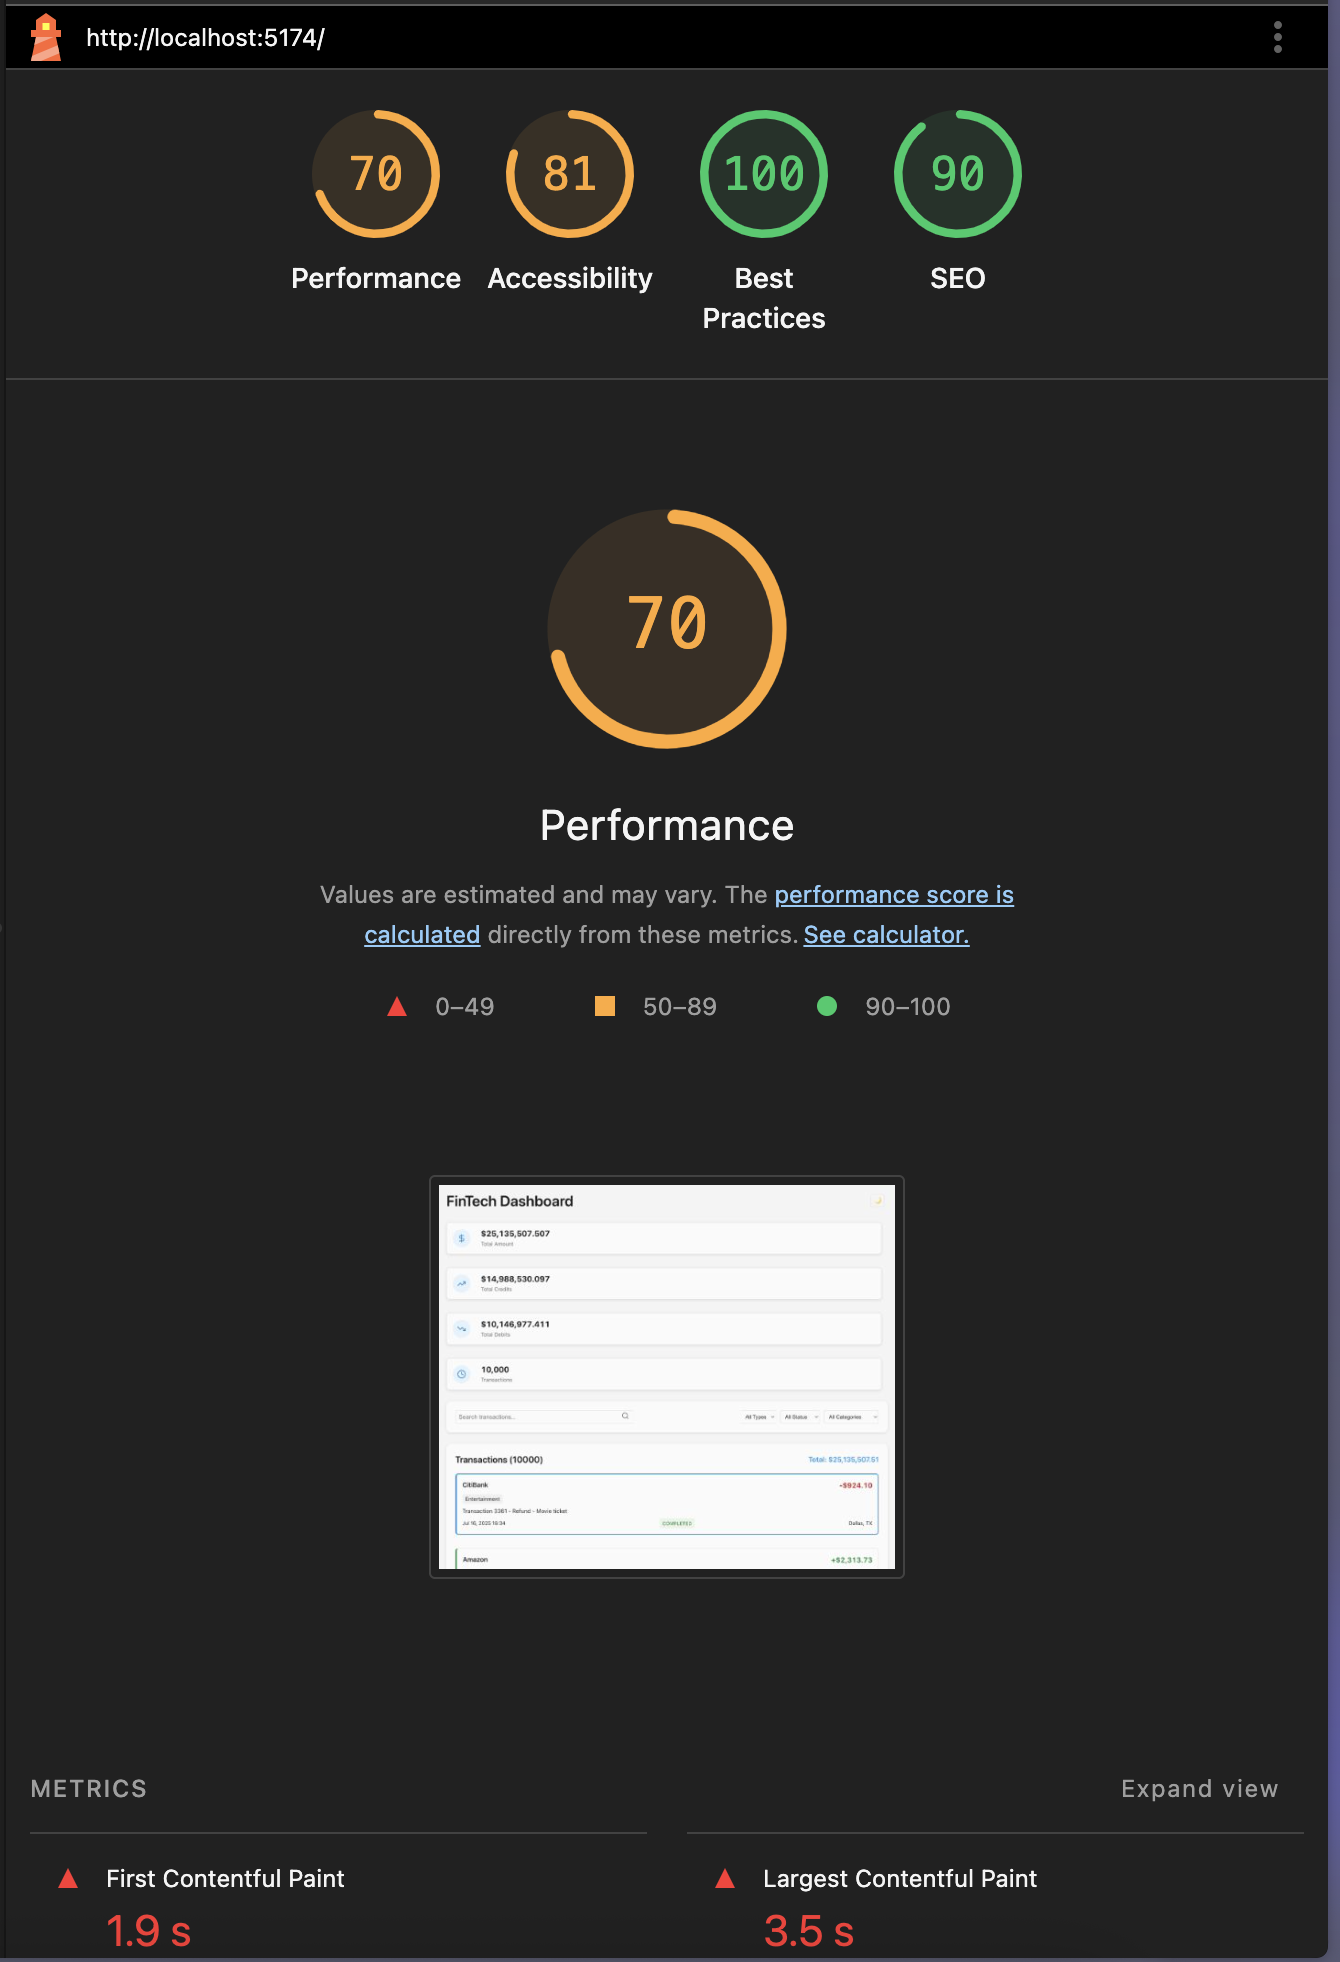 http://localhost:5174/
70
81
100
90
Performance
Accessibility
Best
Practices
SEO
70
Performance
Values are estimated and may vary. The performance score is
calculated directly from these metrics. See calculator.
0–49
50–89
90–100
FinTech Dashboard
$25,135,507.507
Total Amount
$14,988,530.097
Total Credits
$10,146,977.411
Total Debits
10,000
Transactions
Search transactions...
All Types
All Status
All Categories
Transactions (10000)
Total: $25,135,507.51
CitiBank
-$924.10
Entertainment
Transaction 3361 - Refund - Movie ticket
COMPLETED
Dallas, TX
Amazon
+$2,313.73
METRICS
Expand view
First Contentful Paint
Largest Contentful Paint
1.9 s
3.5 s